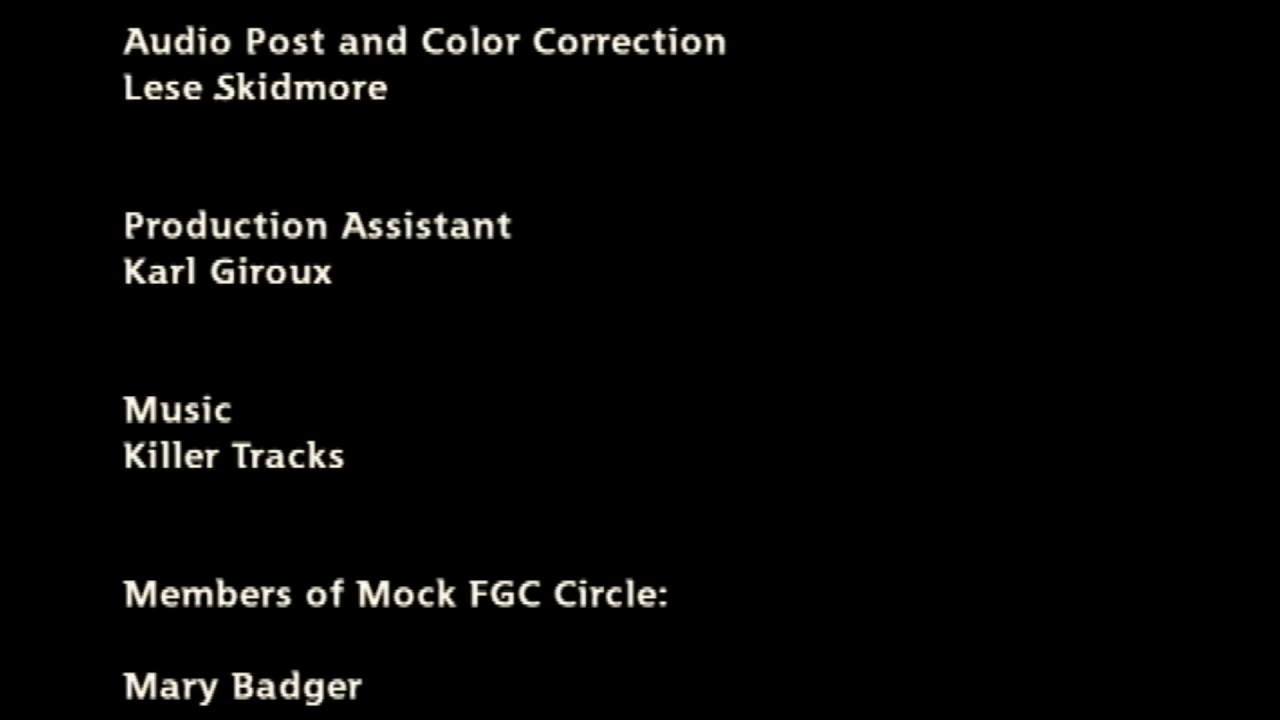 Audio Post and Color Correction
Lese Skidmore
Production Assistant
Karl Giroux
Music
Killer Tracks
Members of Mock FGC Circle:
Mary Badger